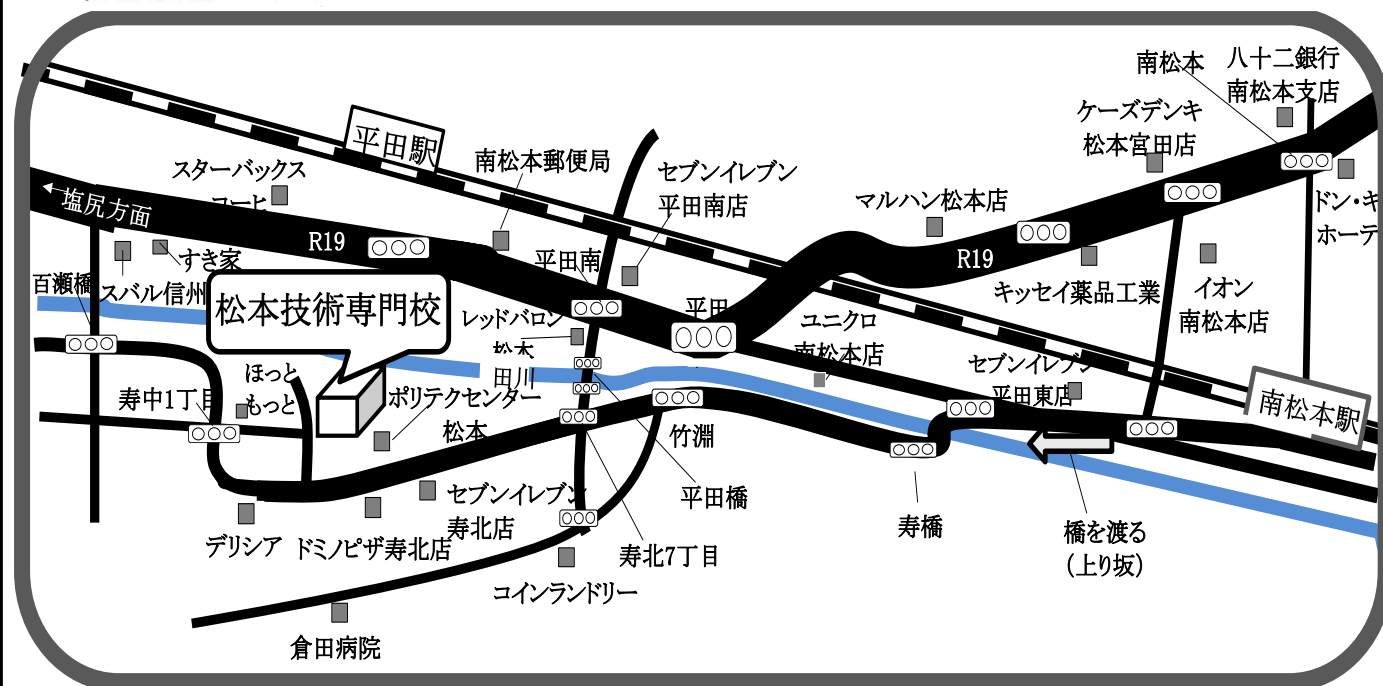 南松本
八十二銀行
南松本支店
ケーズデンキ
松本宮田店
平田駅
南松本郵便局
スターバックス
セブンイレブン
平田南店
マルハン松本店
ドン・キ
ホーテ
塩尻方面
R19
R19
平田南
すき家
百瀬橋
スバル信州
キッセイ薬品工業
イオン
南松本店
松本技術専門校
レッドバロン
松本
平田
ユニクロ
南松本店
セブンイレブン
平田東店
田川
ほっと
もっと
寿中1丁目
ポリテクセンター
松本
南松本駅
竹淵
平田橋
セブンイレブン
寿北店
寿橋
橋を渡る
(上り坂)
デリシア
ドミノピザ寿北店
寿北7丁目
コインランドリー
倉田病院